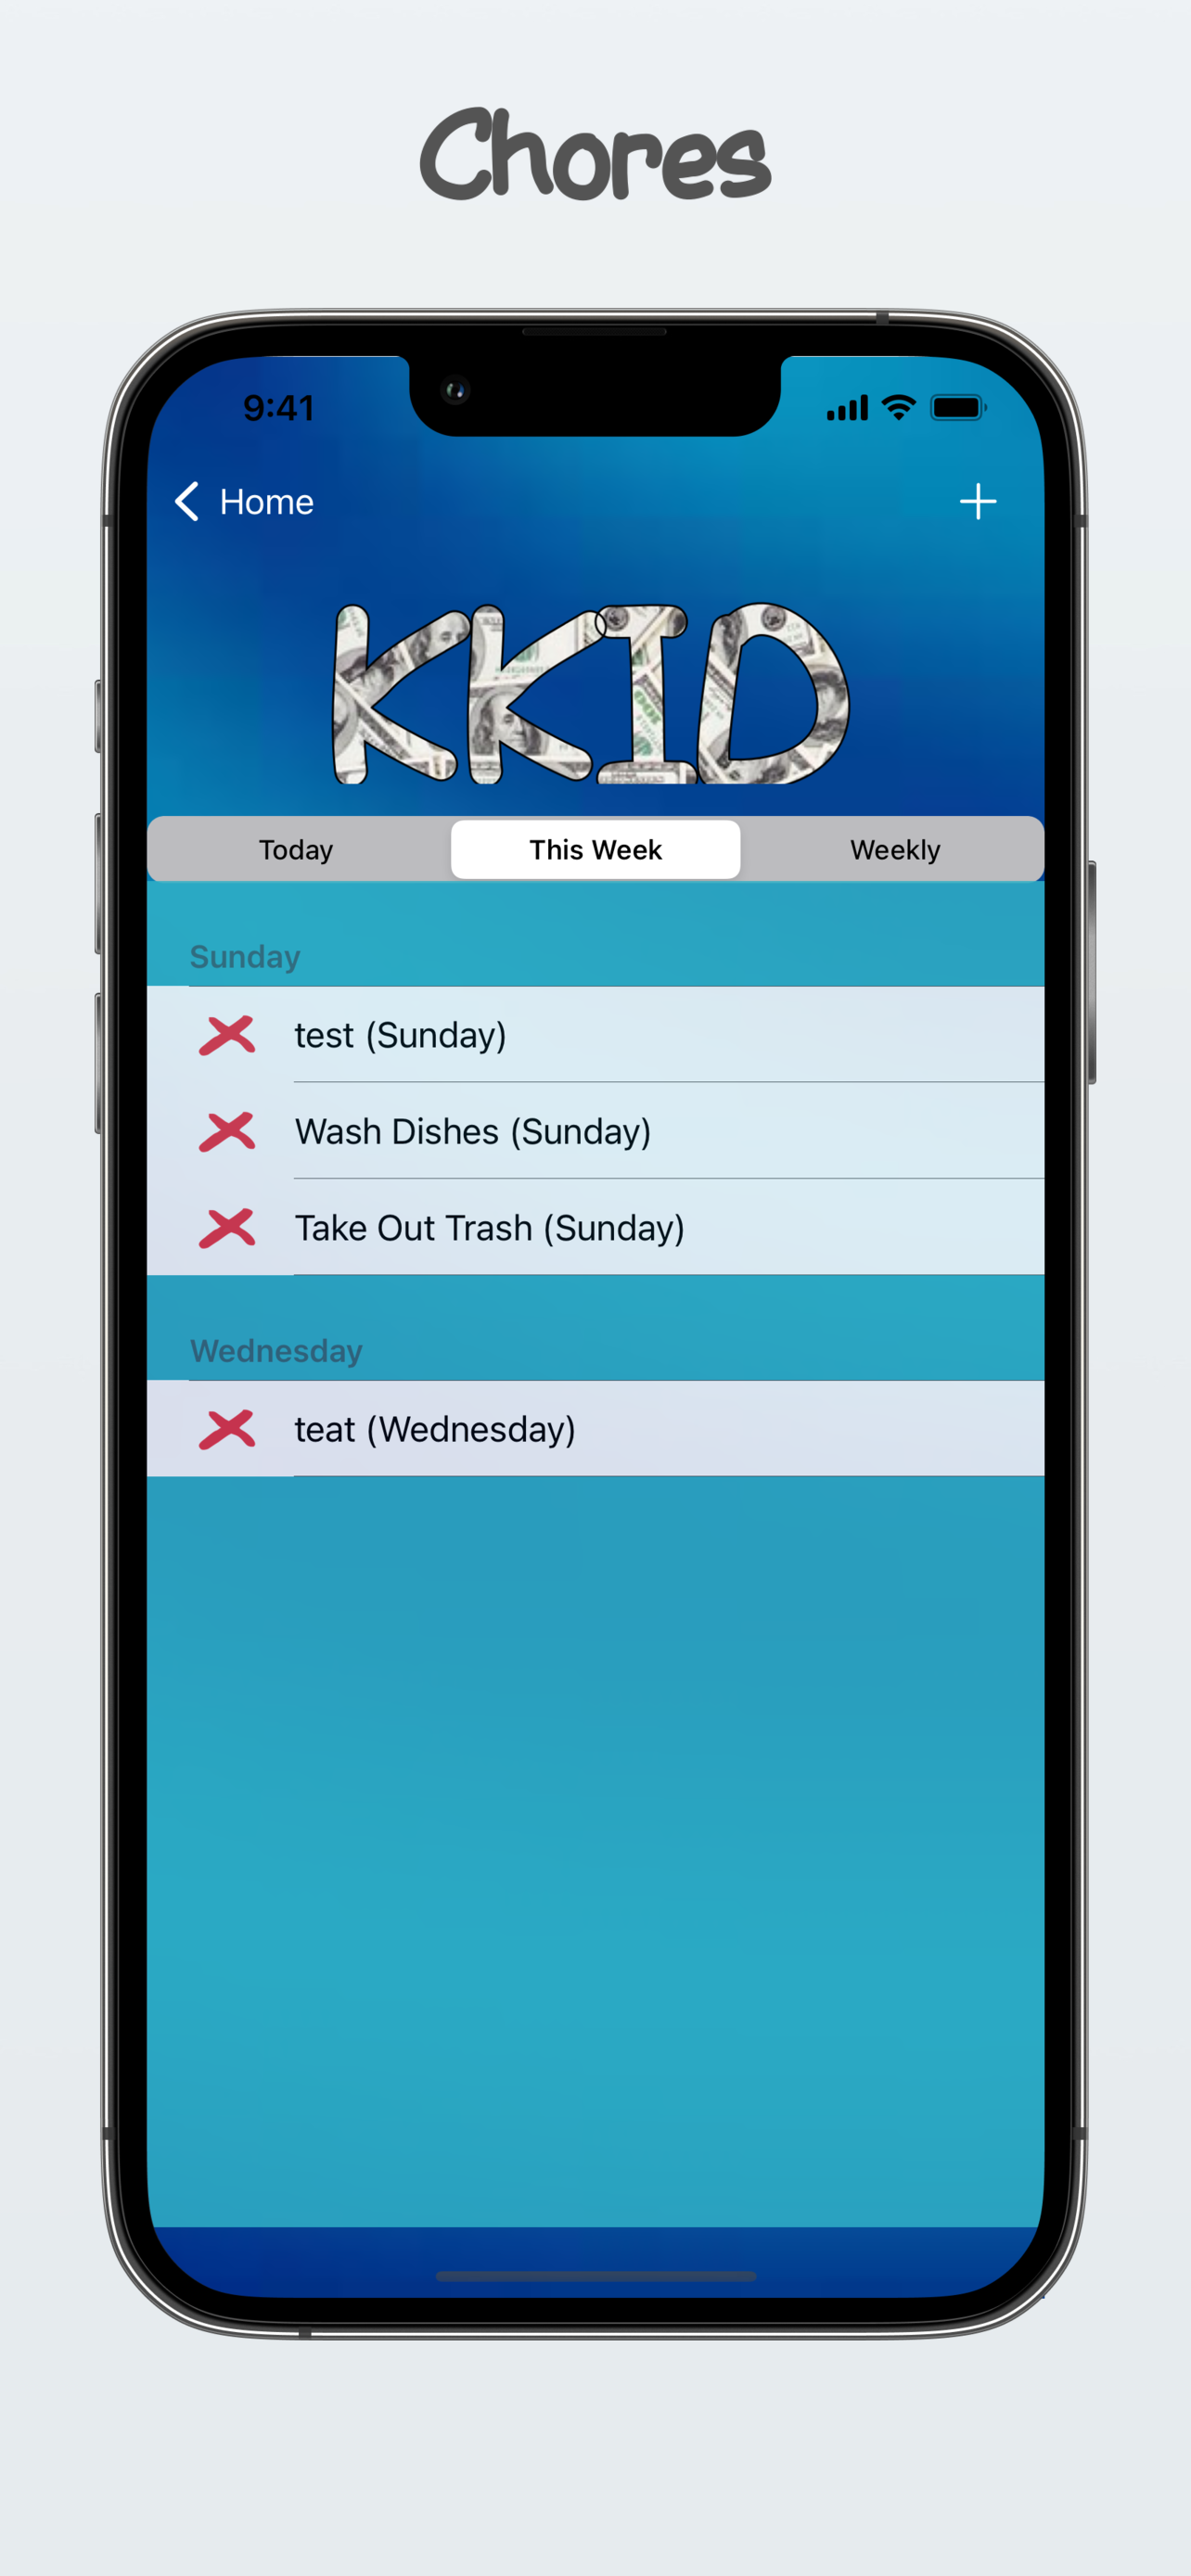 Chores
9:41
Home
KKID
Today This Week Weekly
Sunday
test (Sunday)
Wash Dishes (Sunday)
Take Out Trash (Sunday)
Wednesday
teat (Wednesday)